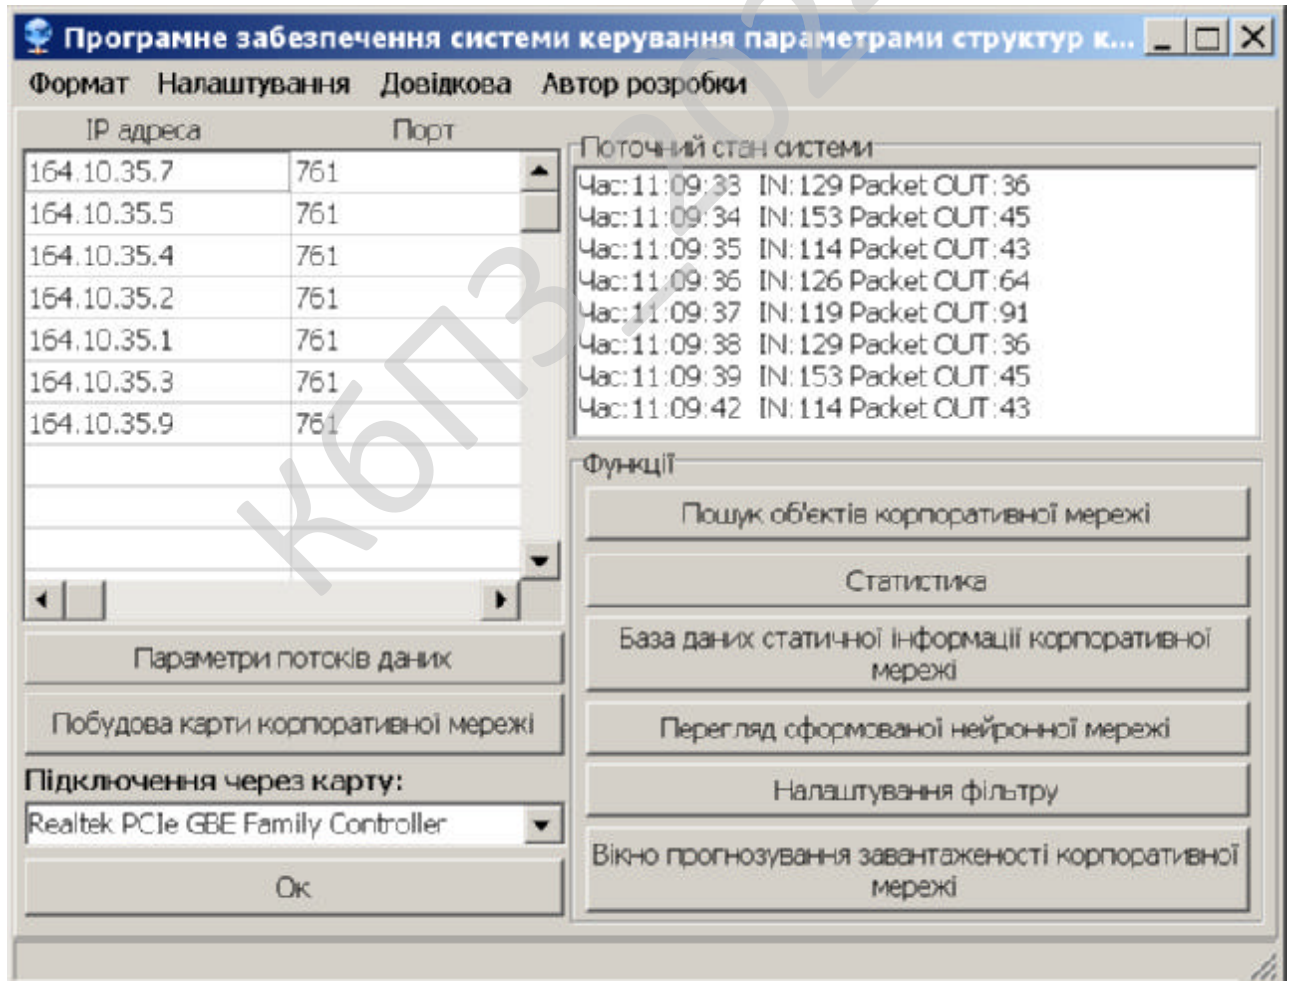 Програмне забезпечення системи керування параметрами структур к...
Формат Налаштування Довідкова Автор розробки
IP адреса Порт
164.10.35.7 761
164.10.35.5 761
164.10.35.4 761
164.10.35.2 761
164.10.35.1 761
164.10.35.3 761
164.10.35.9 761
Параметри потоків даних
Побудова карти корпоративної мережі
Підключення через карту:
Realtek PCIe GBE Family Controller
Ок
Поточний стан системи
Час:11:09:33 IN:129 Packet OUT:36
Час:11:09:34 IN:153 Packet OUT:45
Час:11:09:35 IN:114 Packet OUT:43
Час:11:09:36 IN:126 Packet OUT:64
Час:11:09:37 IN:119 Packet OUT:91
Час:11:09:38 IN:129 Packet OUT:36
Час:11:09:39 IN:153 Packet OUT:45
Час:11:09:42 IN:114 Packet OUT:43
Функції
Пошук об'єктів корпоративної мережі
Статистика
База даних статичної інформації корпоративної
мережі
Перегляд сформованої нейронної мережі
Налаштування фільтру
Вікно прогнозування завантаженості корпоративної
мережі